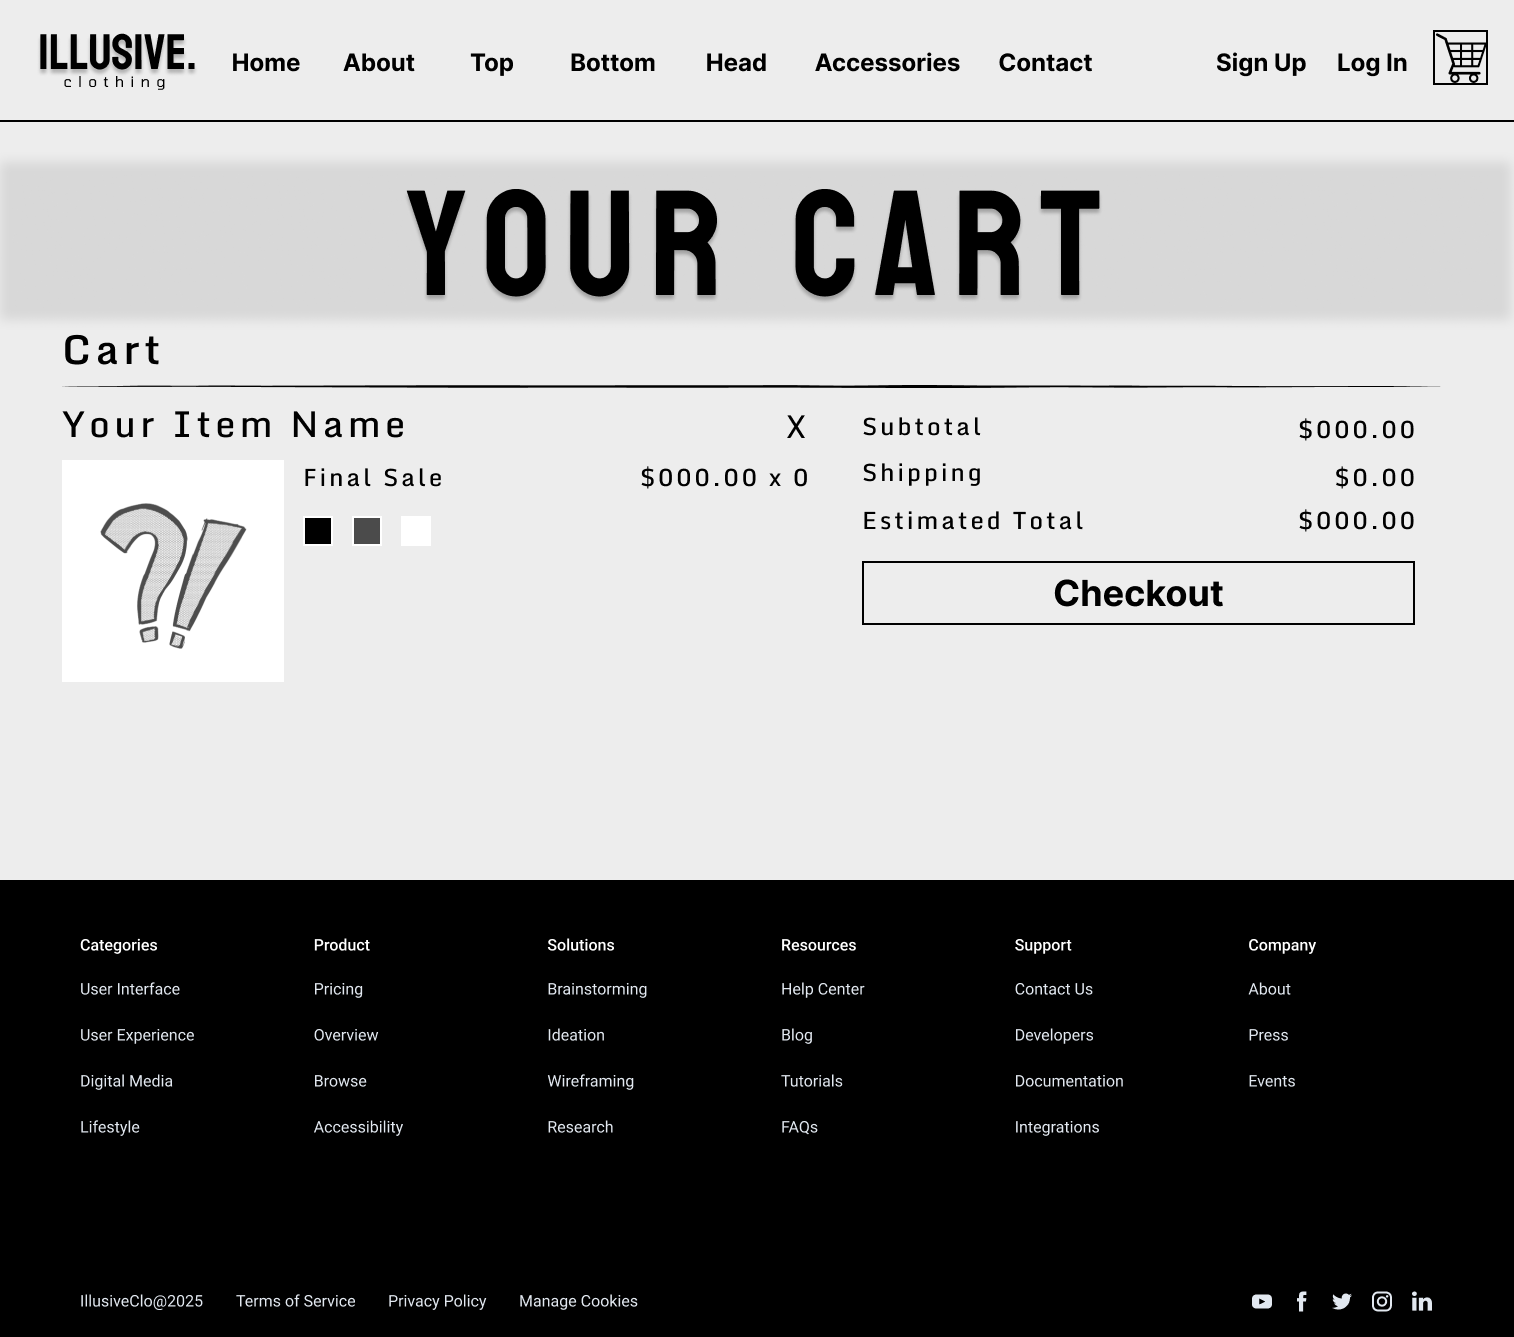 ILLUSIVE.
clothing
Home About Top Bottom Head Accessories Contact Sign Up Log In
YOUR CART
Cart
Your Item Name X
Final Sale $000.00 x 0
Subtotal $000.00
Shipping $0.00
Estimated Total $000.00
Checkout
?!
Categories Product Solutions Resources Support Company
User Interface Pricing Brainstorming Help Center Contact Us About
User Experience Overview Ideation Blog Developers Press
Digital Media Browse Wireframing Tutorials Documentation Events
Lifestyle Accessibility Research FAQs Integrations
IllusiveClo@2025 Terms of Service Privacy Policy Manage Cookies